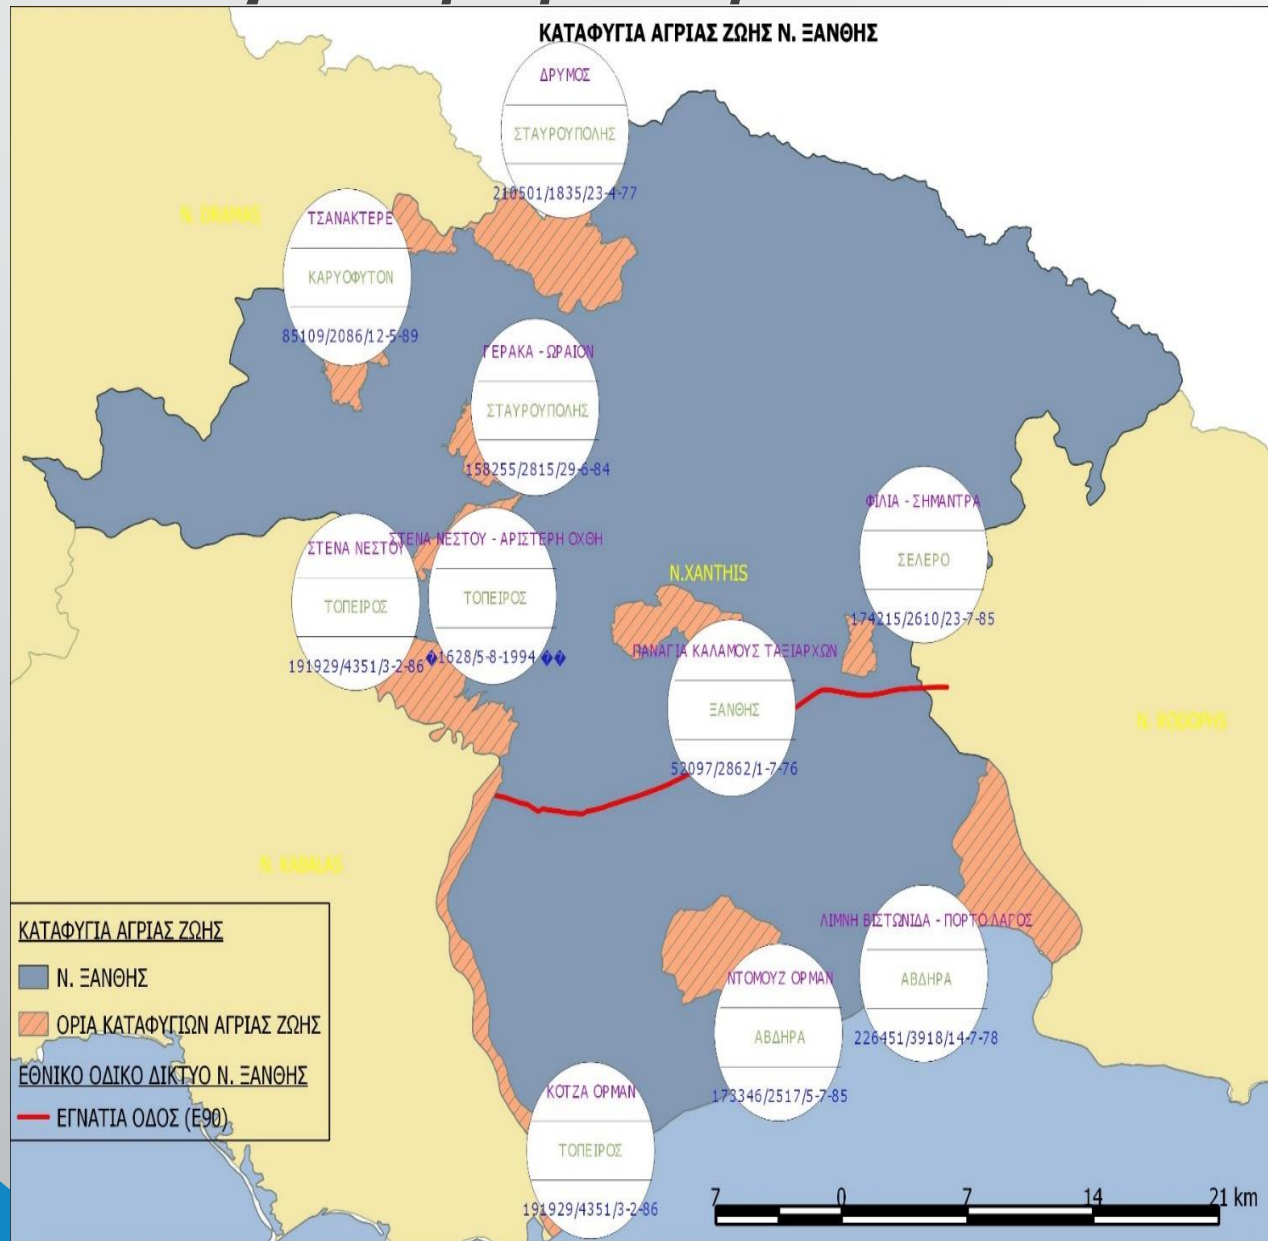 ΚΑΤΑΦΥΓΙΑ ΑΓΡΙΑΣ ΖΩΗΣ Ν. ΞΑΝΘΗΣ
ΔΡΥΜΟΣ
ΣΤΑΥΡΟΥΠΟΛΗΣ
210501/1835/23-4-77
N. DRAMAS
ΤΣΑΝΑΚΤΕΡΕ
ΚΑΡΥΟΦΥΤΟΝ
85109/2086/12-5-89
ΓΕΡΑΚΑ - ΩΡΑΙΟΝ
ΣΤΑΥΡΟΥΠΟΛΗΣ
158255/2815/29-6-84
ΦΙΛΙΑ - ΣΗΜΑΝΤΡΑ
ΣΕΛΕΡΟ
174215/2610/23-7-85
ΣΤΕΝΑ ΝΕΣΤΟΥ
ΤΟΠΕΙΡΟΣ
191929/4351/3-2-86
ΣΤΕΝΑ ΝΕΣΤΟΥ - ΑΡΙΣΤΕΡΗ ΟΧΘΗ
ΤΟΠΕΙΡΟΣ
�1628/5-8-1994 ��
N.XANTHIS
ΠΑΝΑΓΙΑ ΚΑΛΑΜΟΥΣ ΤΑΞΙΑΡΧΩΝ
ΞΑΝΘΗΣ
52097/2862/1-7-76
N. RODOPHS
N. KABALAS
ΛΙΜΝΗ ΒΙΣΤΩΝΙΔΑ - ΠΟΡΤΟ ΛΑΓΟΣ
ΑΒΔΗΡΑ
226451/3918/14-7-78
ΝΤΟΜΟΥΖ ΟΡΜΑΝ
ΑΒΔΗΡΑ
173346/2517/5-7-85
ΚΟΤΖΑ ΟΡΜΑΝ
ΤΟΠΕΙΡΟΣ
191929/4351/3-2-86
ΚΑΤΑΦΥΓΙΑ ΑΓΡΙΑΣ ΖΩΗΣ
Ν. ΞΑΝΘΗΣ
ΟΡΙΑ ΚΑΤΑΦΥΓΙΩΝ ΑΓΡΙΑΣ ΖΩΗΣ
ΕΘΝΙΚΟ ΟΔΙΚΟ ΔΙΚΤΥΟ Ν. ΞΑΝΘΗΣ
ΕΓΝΑΤΙΑ ΟΔΟΣ (Ε90)
7 0 7 14 21 km